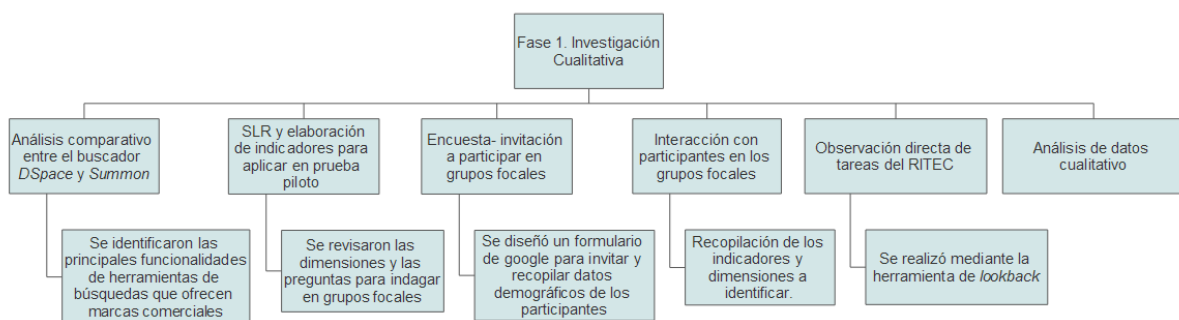 Fase 1. Investigación
Cualitativa
Análisis comparativo
entre el buscador
DSpace y Summon
SLR y elaboración
de indicadores para
aplicar en prueba
piloto
Encuesta- invitación
a participar en
grupos focales
Interacción con
participantes en los
grupos focales
Observación directa
de tareas del RITEC
Análisis de datos
cualitativo
Se identificaron las
principales funcionalidades
de herramientas de
búsquedas que ofrecen
marcas comerciales
Se revisaron las
dimensiones y las
preguntas para indagar
en grupos focales
Se diseñó un formulario
de google para invitar y
recopilar datos
demográficos de los
participantes
Recopilación de los
indicadores y
dimensiones a
identificar.
Se realizó mediante la
herramienta de lookback